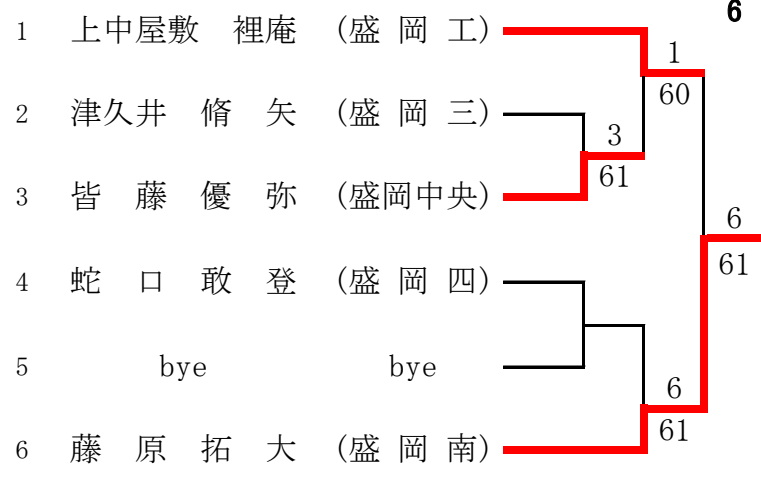 6
1 上中屋敷 裡庵 (盛 岡 工)
1
60
2 津久井 脩 矢 (盛 岡 三)
3
61
3 皆 藤 優 弥 (盛岡中央)
6
61
4 蛇 口 敢 登 (盛 岡 四)
5 bye bye
6
61
6 藤 原 拓 大 (盛 岡 南)